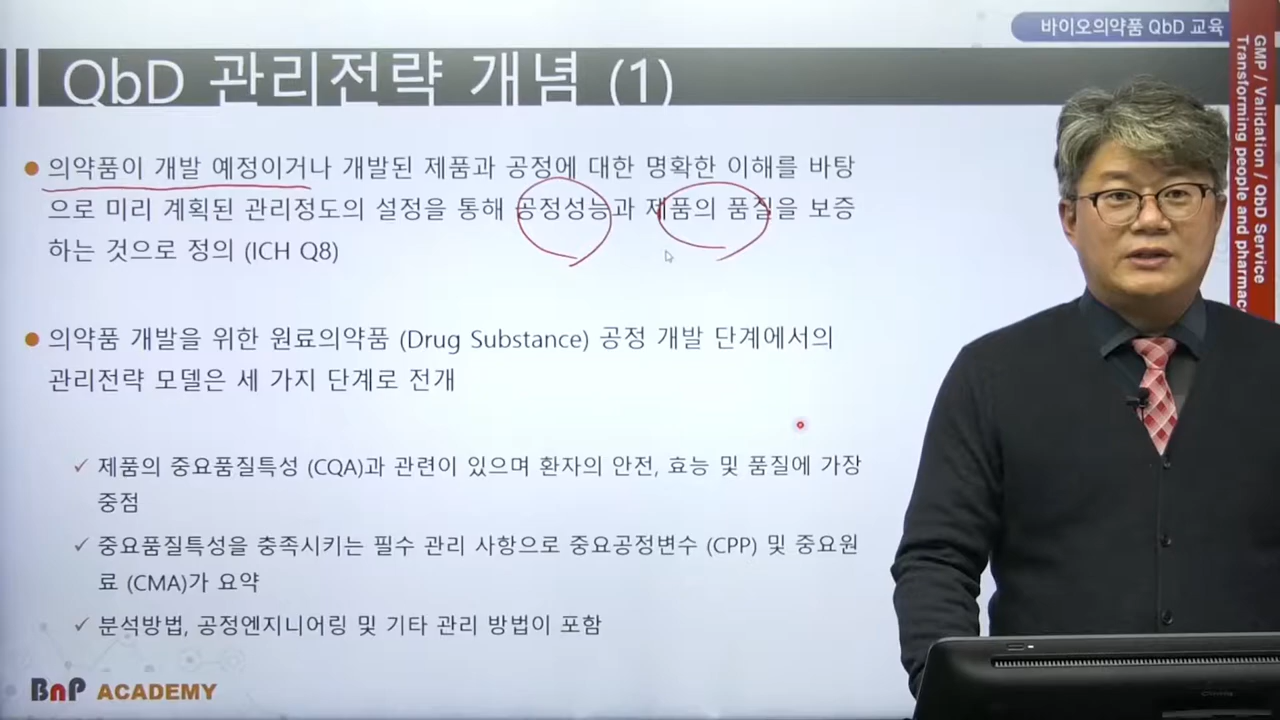 바이오의약품 QbD 교육
QbD 관리전략 개념 (1)
의약품이 개발 예정이거나 개발된 제품과 공정에 대한 명확한 이해를 바탕
으로 미리 계획된 관리정도의 설정을 통해 공정성능과 제품의 품질을 보증
하는 것으로 정의 (ICH Q8)
의약품 개발을 위한 원료의약품 (Drug Substance) 공정 개발 단계에서의
관리전략 모델은 세 가지 단계로 전개
✓ 제품의 중요품질특성 (CQA)과 관련이 있으며 환자의 안전, 효능 및 품질에 가장
중점
✓ 중요품질특성을 충족시키는 필수 관리 사항으로 중요공정변수 (CPP) 및 중요원
료 (CMA)가 요약
✓ 분석방법, 공정엔지니어링 및 기타 관리 방법이 포함
BnP ACADEMY
GMP / Validation / QbD Service
Transforming people and pharmac